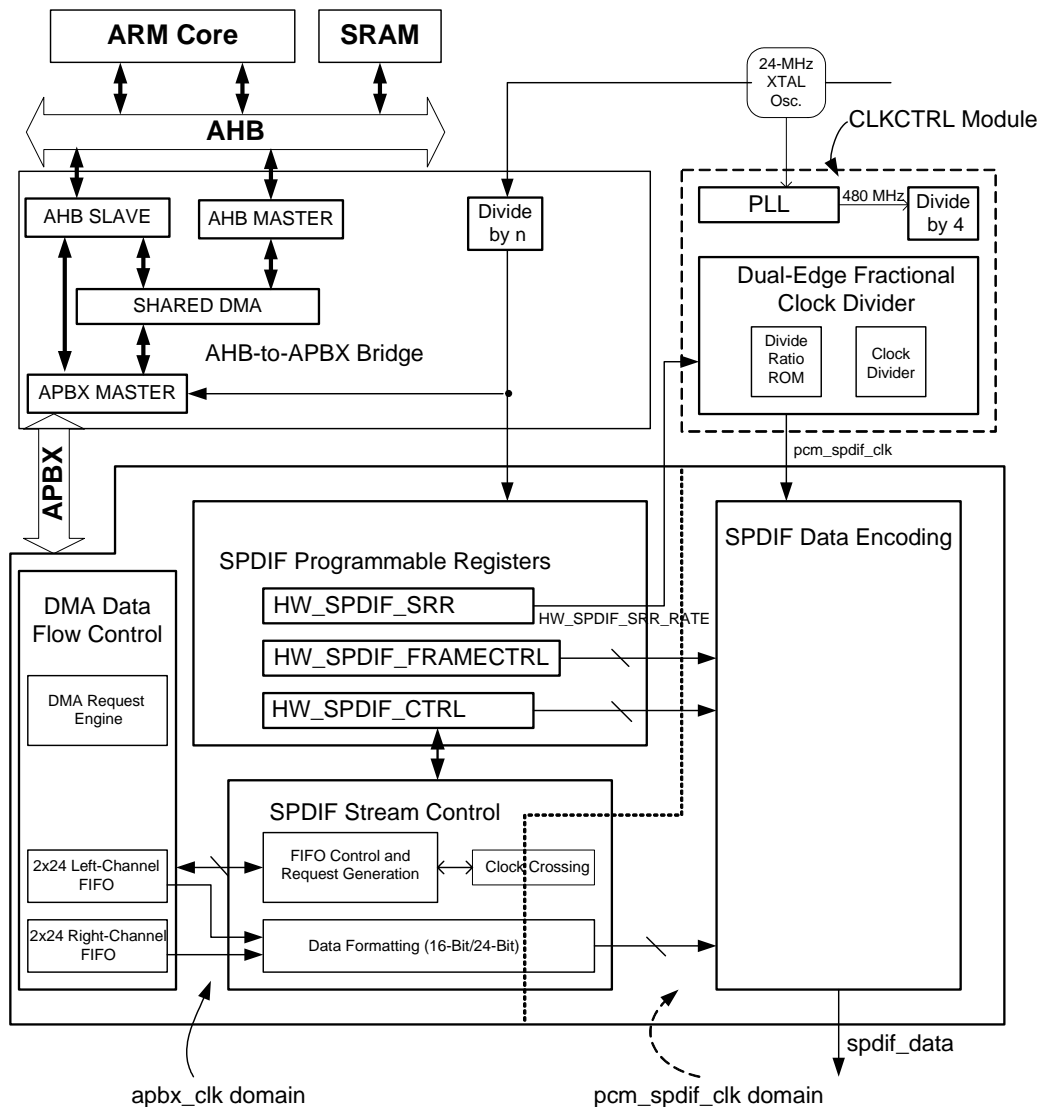 ARM Core
SRAM
24-MHz
XTAL
Osc.
AHB
CLKCTRL Module
AHB SLAVE
AHB MASTER
Divide
by n
PLL
480 MHz
Divide
by 4
SHARED DMA
Dual-Edge Fractional
Clock Divider
AHB-to-APBX Bridge
Divide
Ratio
ROM
Clock
Divider
APBX MASTER
APBX
pcm_spdif_clk
SPDIF Programmable Registers
SPDIF Data Encoding
DMA Data
Flow Control
HW_SPDIF_SRR
HW_SPDIF_SRR_RATE
HW_SPDIF_FRAMECTRL
DMA Request
Engine
HW_SPDIF_CTRL
SPDIF Stream Control
2x24 Left-Channel
FIFO
FIFO Control and
Request Generation
Clock Crossing
2x24 Right-Channel
FIFO
Data Formatting (16-Bit/24-Bit)
spdif_data
apbx_clk domain
pcm_spdif_clk domain